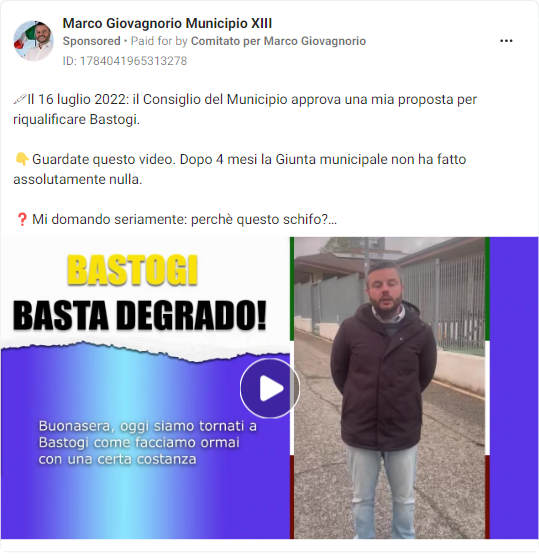 Marco Giovagnorio Municipio XIII
Sponsored • Paid for by Comitato per Marco Giovagnorio
ID: 1784041965313278
🖊Il 16 luglio 2022: il Consiglio del Municipio approva una mia proposta per
riqualificare Bastogi.
👇Guardate questo video. Dopo 4 mesi la Giunta municipale non ha fatto
assolutamente nulla.
❓Mi domando seriamente: perchè questo schifo?...
BASTOGI
BASTA DEGRADO!
Buonasera, oggi siamo tornati a
Bastogi come facciamo ormai
con una certa costanza